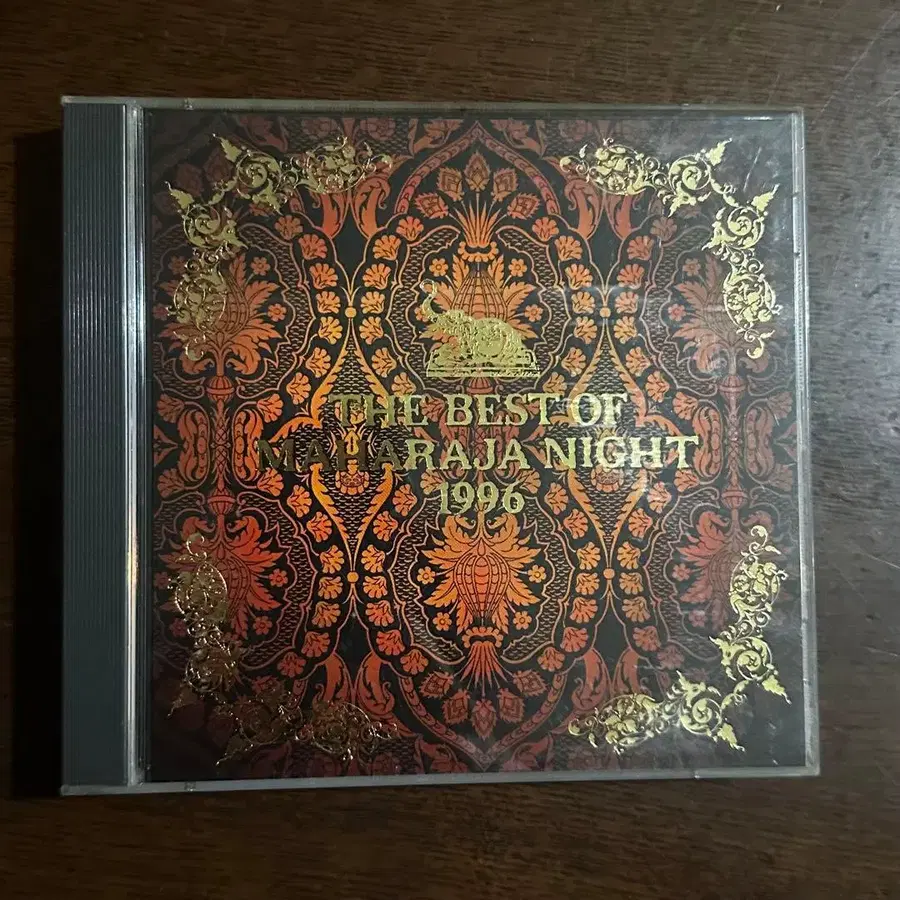 THE BEST OF
MAHARAJA NIGHT
1996